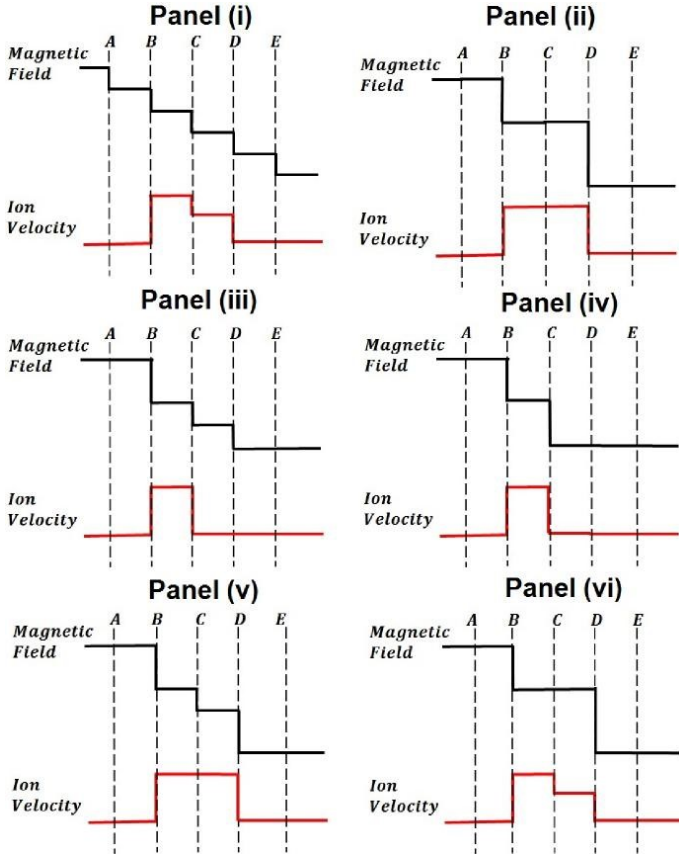 Panel (i)
A B C D E
Magnetic
Field
Ion
Velocity
Panel (ii)
A B C D E
Magnetic
Field
Ion
Velocity
Panel (iii)
A B C D E
Magnetic
Field
Ion
Velocity
Panel (iv)
A B C D E
Magnetic
Field
Ion
Velocity
Panel (v)
A B C D E
Magnetic
Field
Ion
Velocity
Panel (vi)
A B C D E
Magnetic
Field
Ion
Velocity